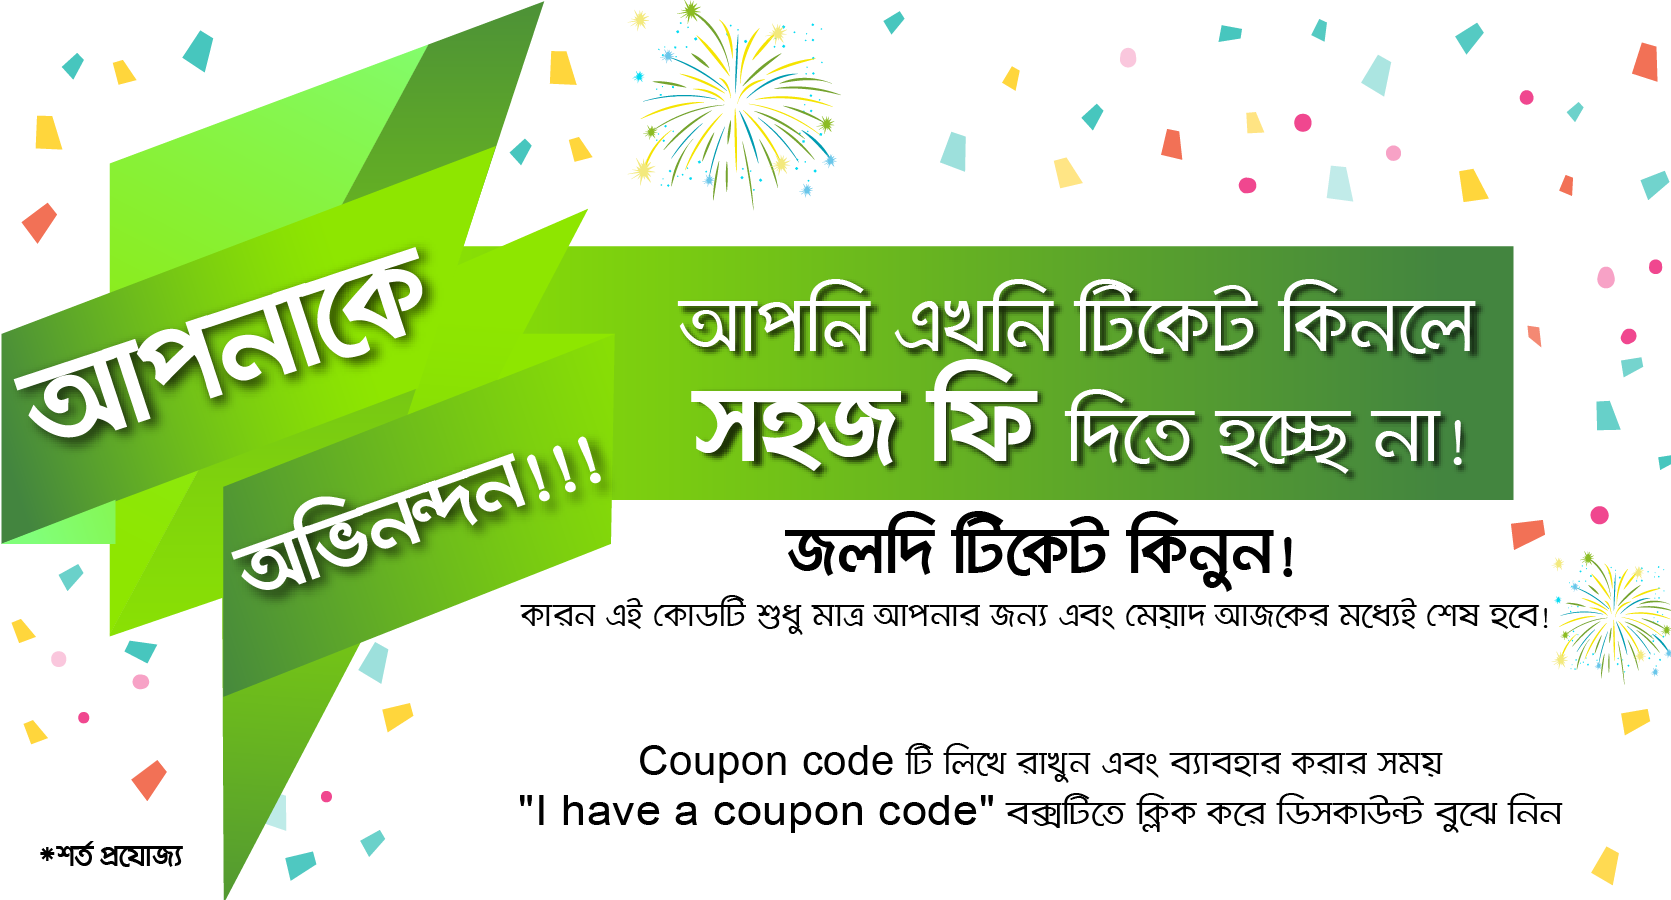 আপনাকে
অভিনন্দন!!!
আপনি এখনি টিকেট কিনলে
সহজ ফি দিতে হচ্ছে না!
জলদি টিকেট কিনুন!
কারন এই কোডটি শুধু মাত্র আপনার জন্য এবং মেয়াদ আজকের মধ্যেই শেষ হবে!
Coupon code টি লিখে রাখুন এবং ব্যাবহার করার সময়
"I have a coupon code" বক্সটিতে ক্লিক করে ডিসকাউন্ট বুঝে নিন
*শর্ত প্রযোজ্য